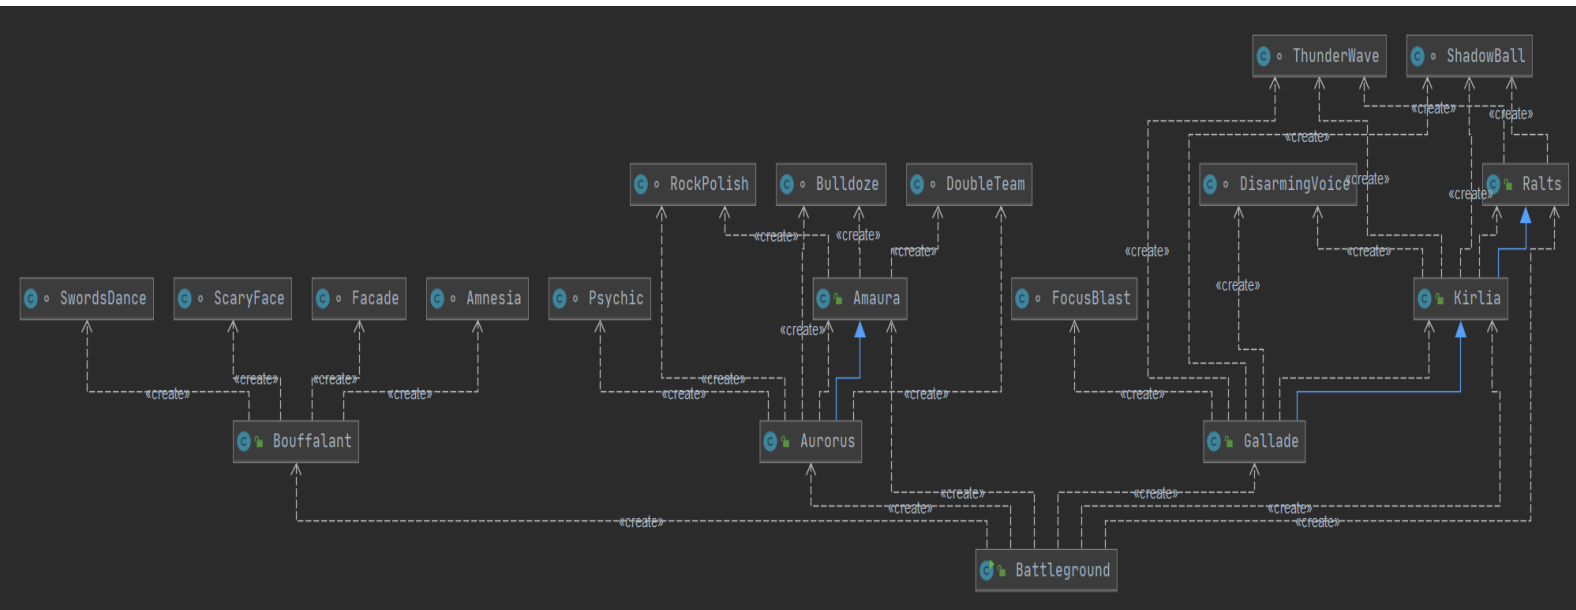 ThunderWave
ShadowBall
«create»
«create»
«create»
RockPolish
Bulldoze
DoubleTeam
DisarmingVoice
«create»
«create»
Ralts
«create»
«create»
«create»
«create»
«create»
«create»
SwordsDance
ScaryFace
Facade
Amnesia
Psychic
Amaura
FocusBlast
Kirlia
«create»
«create»
«create»
«create»
«create»
«create»
«create»
«create»
«create»
«create»
Bouffalant
Aurorus
Gallade
«create»
«create»
«create»
«create»
«create»
«create»
Battleground